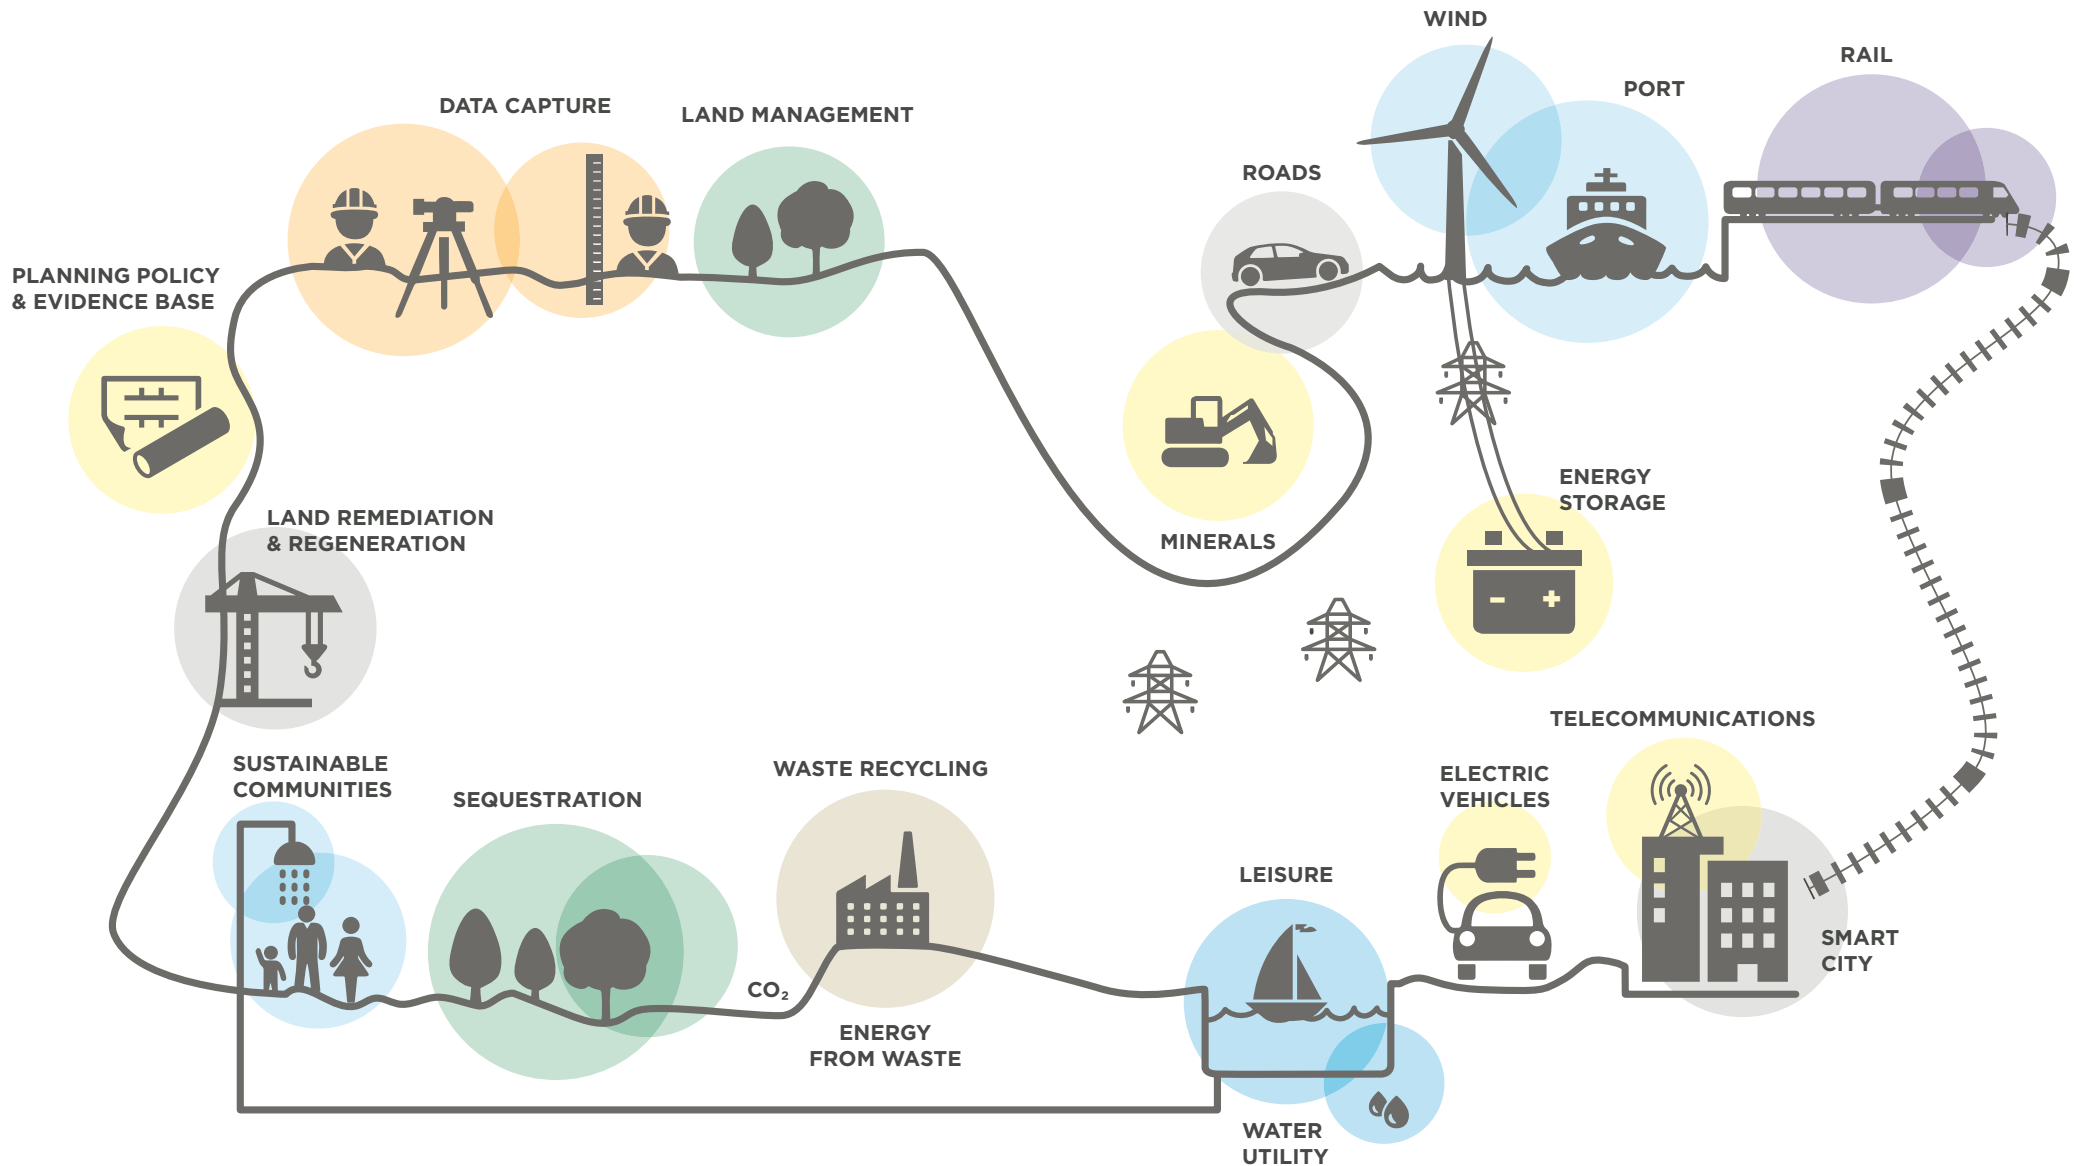 WIND
RAIL
PORT
DATA CAPTURE
LAND MANAGEMENT
ROADS
PLANNING POLICY
& EVIDENCE BASE
ENERGY
STORAGE
LAND REMEDIATION
& REGENERATION
MINERALS
- +
TELECOMMUNICATIONS
SUSTAINABLE
COMMUNITIES
WASTE RECYCLING
ELECTRIC
VEHICLES
SEQUESTRATION
LEISURE
SMART
CITY
CO₂
ENERGY
FROM WASTE
WATER
UTILITY